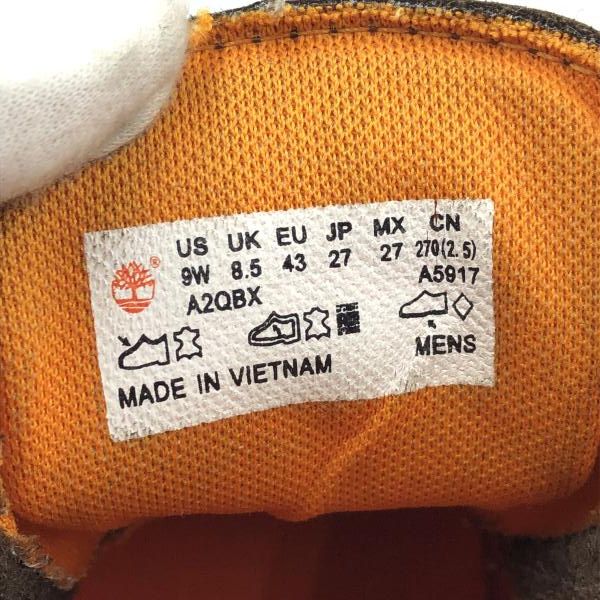 US UK EU JP MX CN
9W 8.5 43 27 27 270(2.5)
A2QBX A5917
MENS
MADE IN VIETNAM
®